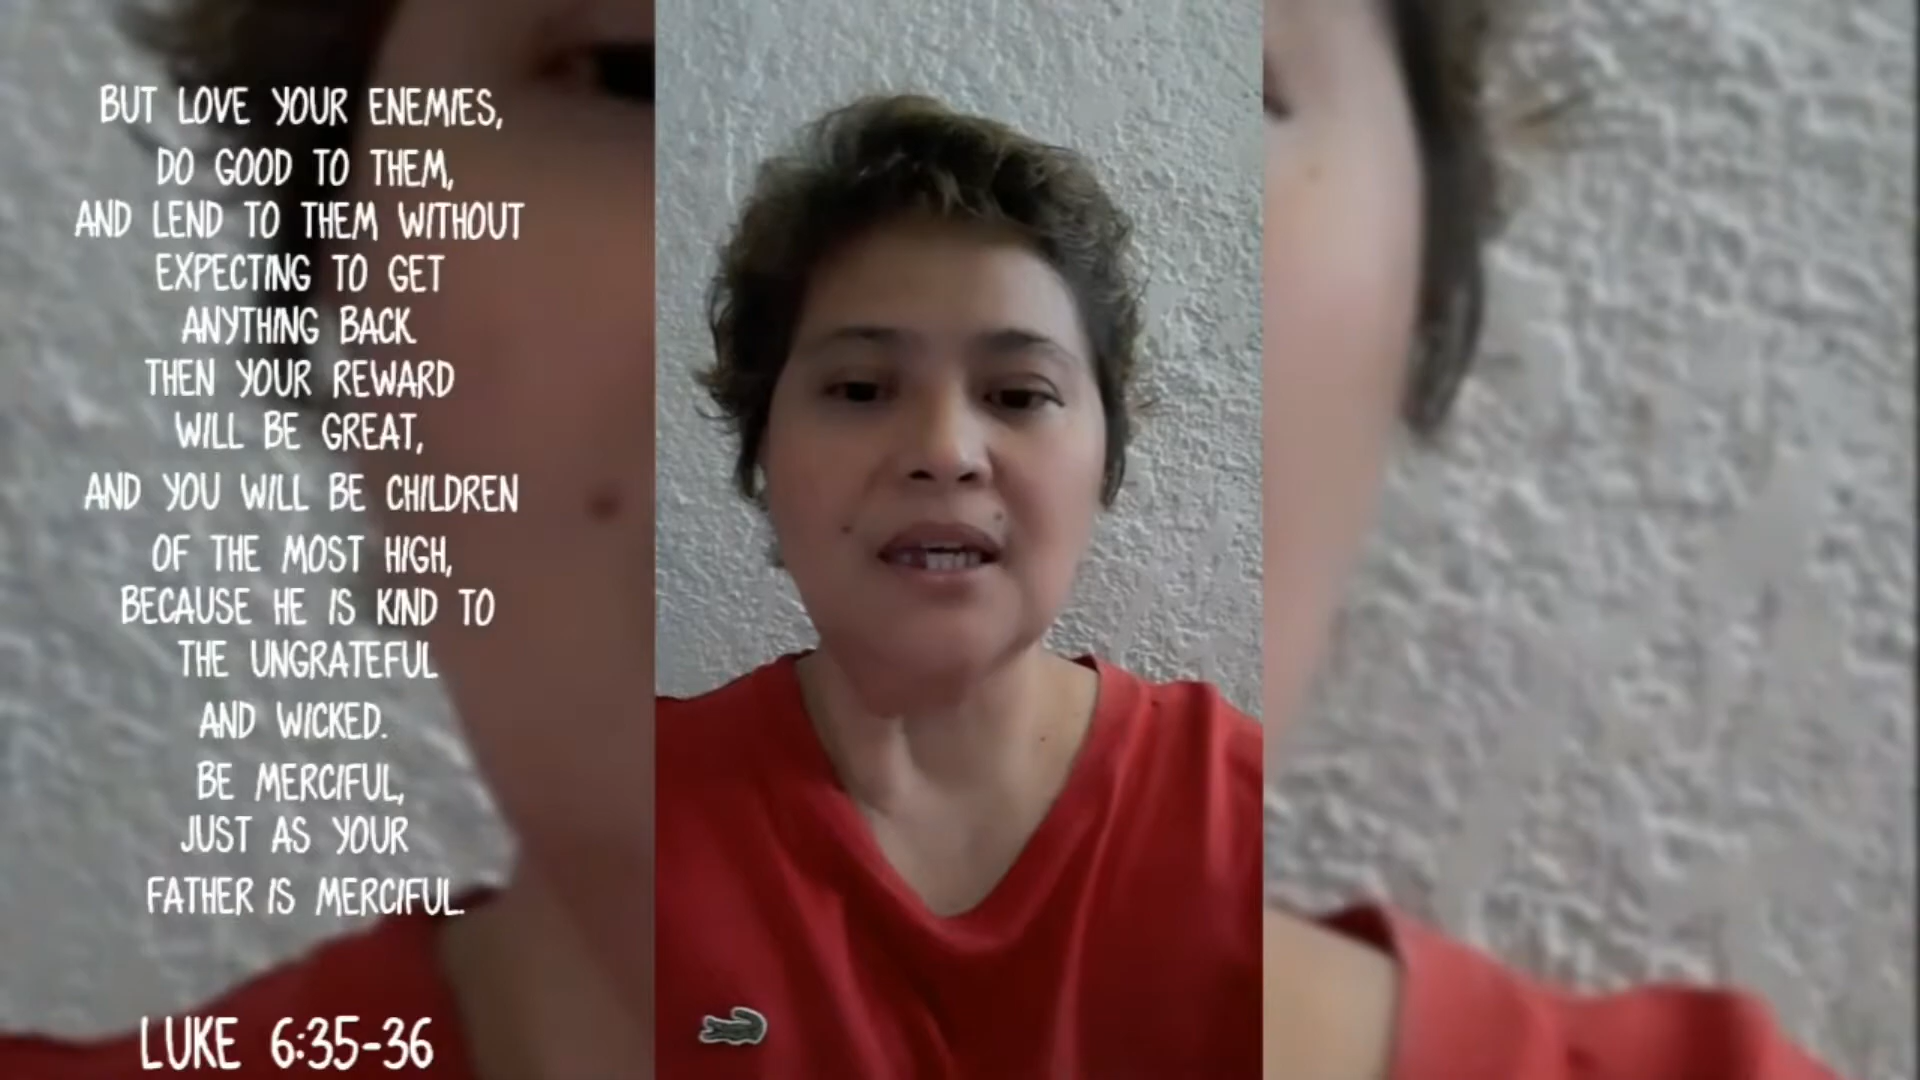 BUT LOVE YOUR ENEMIES,
DO GOOD TO THEM,
AND LEND TO THEM WITHOUT
EXPECTING TO GET
ANYTHING BACK
THEN YOUR REWARD
WILL BE GREAT,
AND YOU WILL BE CHILDREN
OF THE MOST HIGH,
BECAUSE HE IS KIND TO
THE UNGRATEFUL
AND WICKED.
BE MERCIFUL,
JUST AS YOUR
FATHER IS MERCIFUL.
LUKE 6:35-36